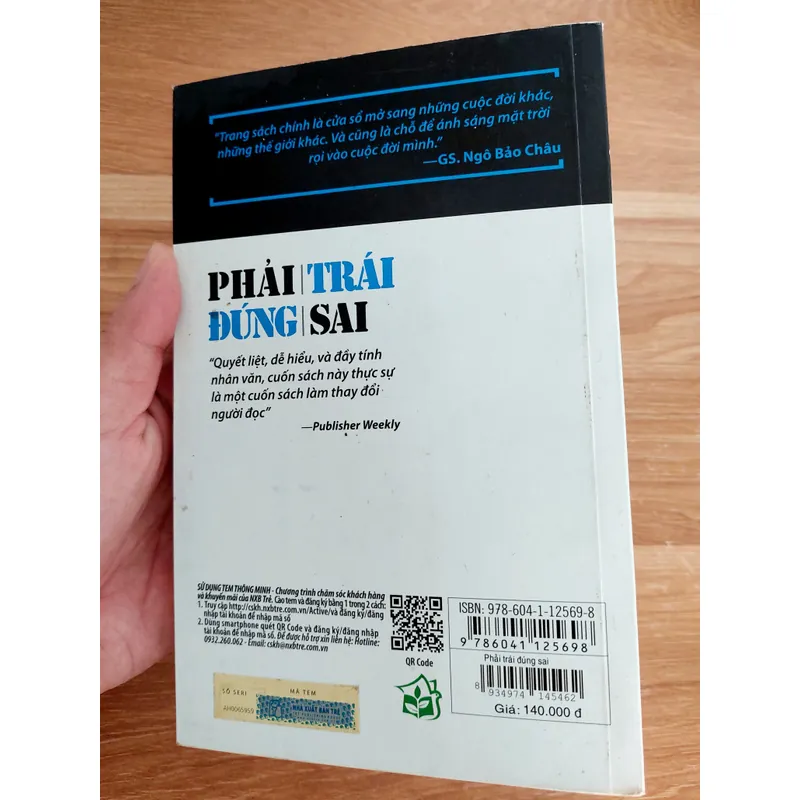 "Trang sách chính là cửa sổ mở sang những cuộc đời khác,
những thế giới khác. Và cũng là chỗ để ánh sáng mặt trời
rọi vào cuộc đời mình."
—GS. Ngô Bảo Châu
PHẢI TRÁI
ĐÚNG SAI
"Quyết liệt, dễ hiểu, và đầy tính
nhân văn, cuốn sách này thực sự
là một cuốn sách làm thay đổi
người đọc"
—Publisher Weekly
SỬ DỤNG TEM THÔNG MINH - Chương trình chăm sóc khách hàng
và khuyến mãi của NXB Trẻ. Cào tem và đăng ký bằng 1 trong 2 cách:
1. Truy cập http://cskh.nxbtre.com.vn/Active/và đăng ký/đăng
nhập tài khoản để nhập mã số
2. Dùng smartphone quét QR Code và đăng ký/đăng nhập
tài khoản để nhập mã số. Để được hỗ trợ xin liên hệ: Hotline:
0932.260.062 - Email: cskh@nxbtre.com.vn
QR Code
SỐ SERI MÃ TEM
AH0065959
NHÀ XUẤT BẢN TRẺ
ISBN: 978-604-1-12569-8
9 786041 125698
Phải trái đúng sai
8 934974 145462
Giá: 140.000 đ